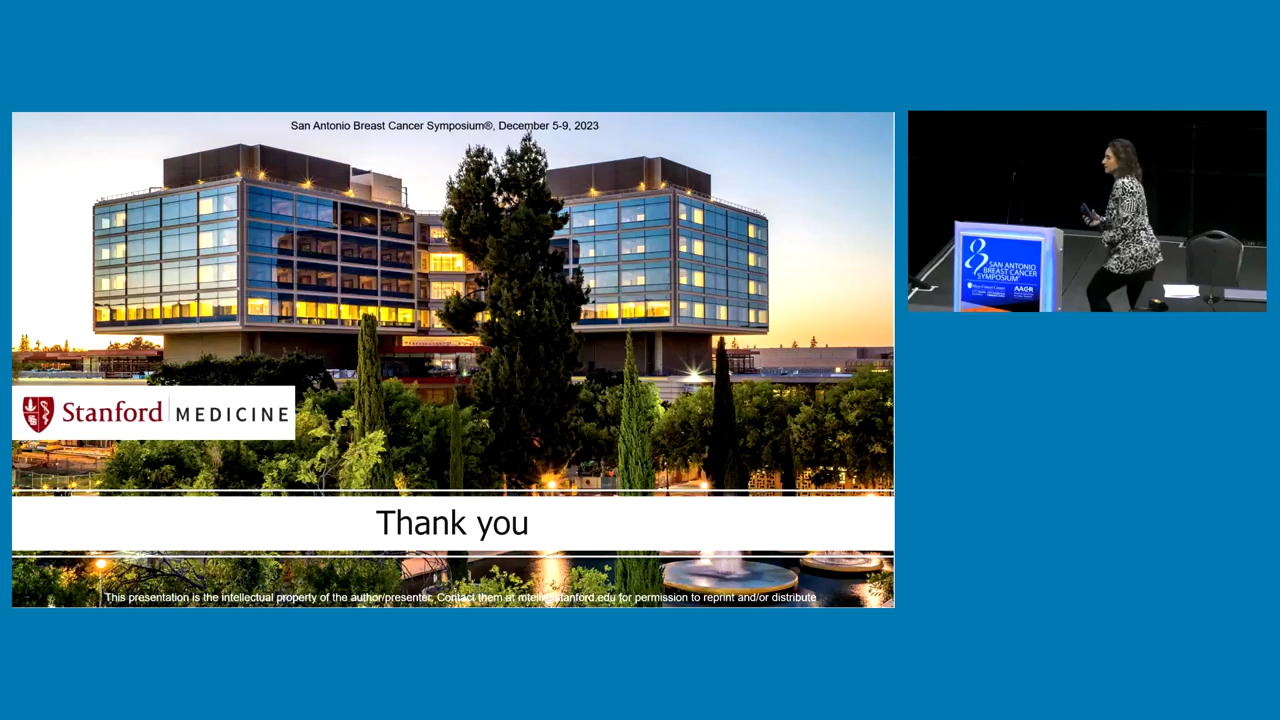 San Antonio Breast Cancer Symposium®, December 5-9, 2023
Stanford MEDICINE
Thank you
This presentation is the intellectual property of the author/presenter. Contact them at mtelli@stanford.edu for permission to reprint and/or distribute
SAN ANTONIO
BREAST CANCER
SYMPOSIUM
AACR